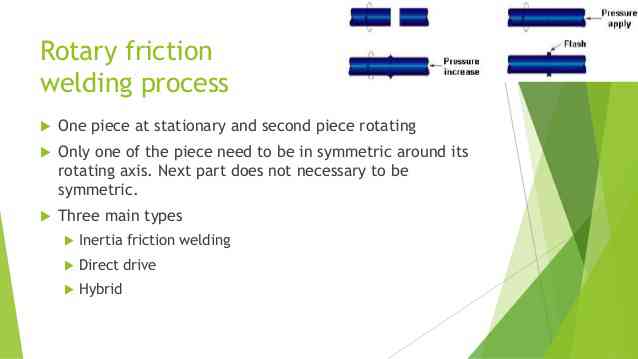 Rotary friction
welding process
Pressure
apply
Flash
Pressure
increase
One piece at stationary and second piece rotating
Only one of the piece need to be in symmetric around its
rotating axis. Next part does not necessary to be
symmetric.
Three main types
Inertia friction welding
Direct drive
Hybrid